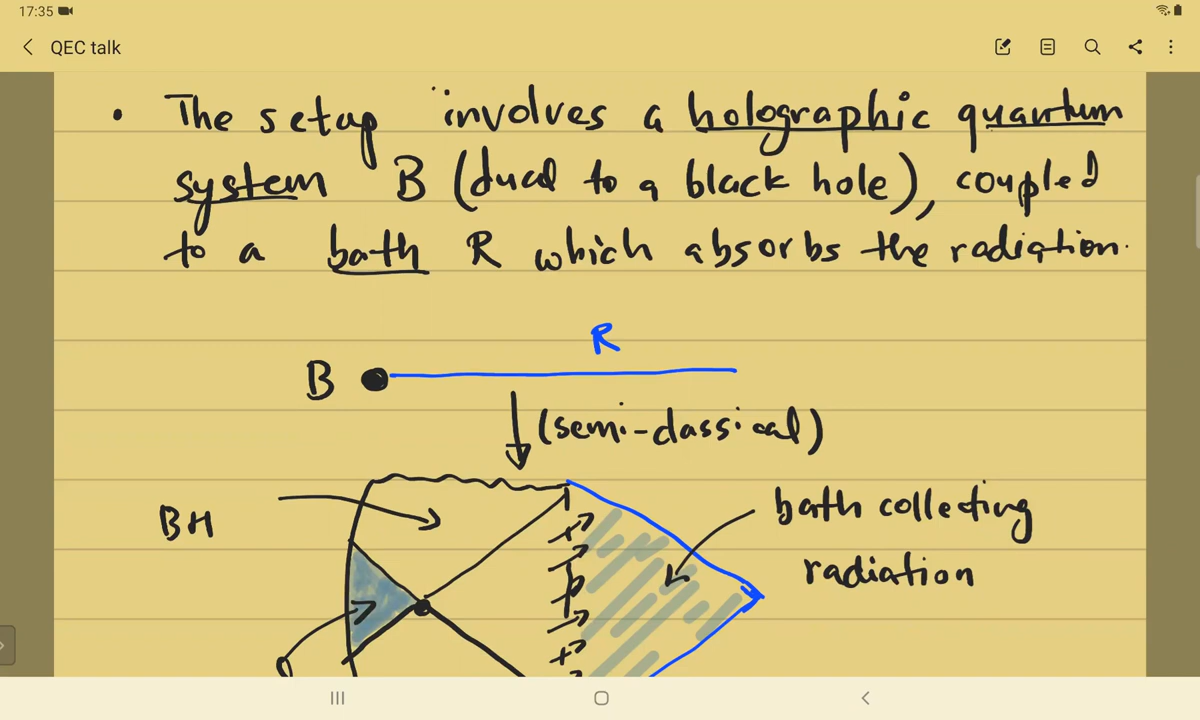 17:35
QEC talk
• The setup involves a holographic quantum
system B (dual to a black hole), coupled
to a bath R which absorbs the radiation.
R
B
(semi-classical)
BH
bath collecting
radiation